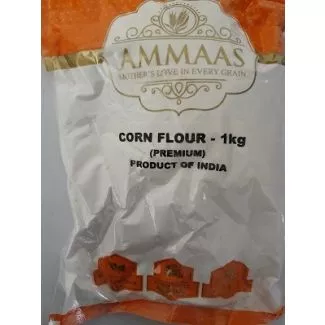 AMMAAS
MOTHER'S LOVE IN EVERY GRAIN
CORN FLOUR - 1kg
(PREMIUM)
PRODUCT OF INDIA